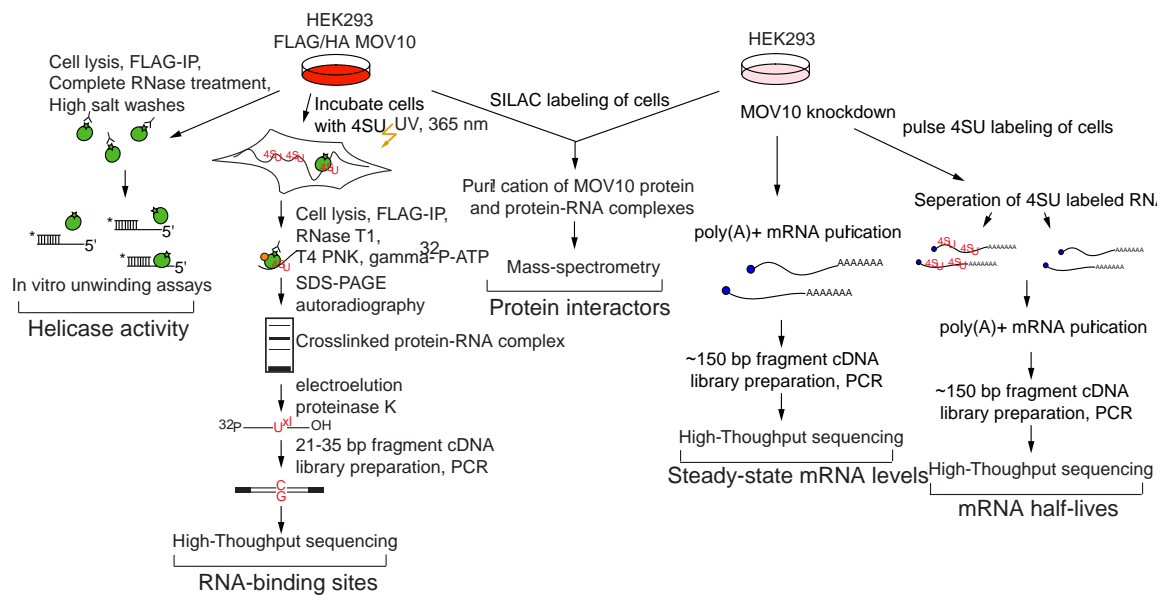 HEK293
FLAG/HA MOV10
Cell lysis, FLAG-IP,
Complete RNase treatment,
High salt washes
*
5'
*
5'
*
5'
In vitro unwinding assays
Helicase activity
Incubate cells
with 4SU
UV, 365 nm
4SU 4SU
4SU
Cell lysis, FLAG-IP,
RNase T1,
T4 PNK, gamma-32P-ATP
4SU
SDS-PAGE
autoradiography
Crosslinked protein-RNA complex
electroelution
proteinase K
32P
Uxl
OH
21-35 bp fragment cDNA
library preparation, PCR
C
G
High-Thoughput sequencing
RNA-binding sites
SILAC labeling of cells
Puri! cation of MOV10 protein
and protein-RNA complexes
Mass-spectrometry
Protein interactors
HEK293
MOV10 knockdown
poly(A)+ mRNA purication
AAAAAAA
AAAAAAA
~150 bp fragment cDNA
library preparation, PCR
High-Thoughput sequencing
Steady-state mRNA levels
pulse 4SU labeling of cells
Seperation of 4SU labeled RNA
4SU 4SU
AAAAAAA
4SU 4SU
AAAAAAA
AAAAAAA
AAAAAAA
poly(A)+ mRNA purication
~150 bp fragment cDNA
library preparation, PCR
High-Thoughput sequencing
mRNA half-lives